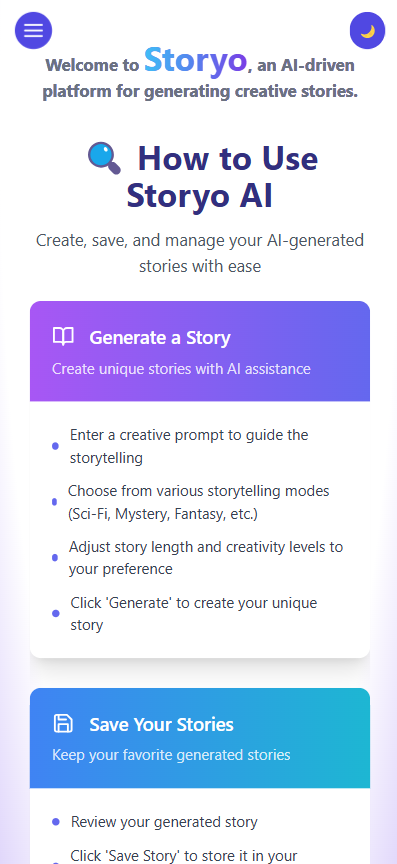 Welcome to Storyo, an AI-driven
platform for generating creative stories.
How to Use
Storyo AI
Create, save, and manage your AI-generated
stories with ease
Generate a Story
Create unique stories with AI assistance
Enter a creative prompt to guide the
storytelling
Choose from various storytelling modes
(Sci-Fi, Mystery, Fantasy, etc.)
Adjust story length and creativity levels to
your preference
Click 'Generate' to create your unique
story
Save Your Stories
Keep your favorite generated stories
Review your generated story
Click 'Save Story' to store it in your